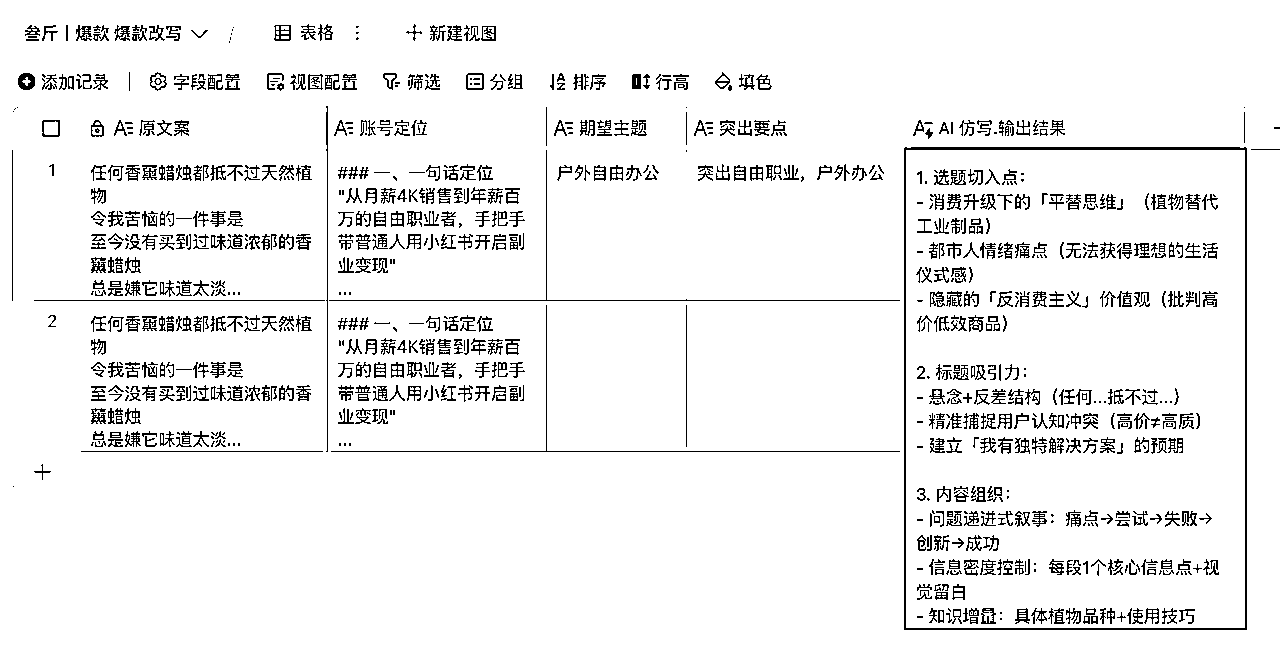 叁斤丨爆款 爆款改写 / 表格 ⋮ 新建视图
添加记录 字段配置 视图配置 筛选 分组 排序 行高 填色
原文案 账号定位 期望主题 突出要点 AI 仿写.输出结果
1
任何香薰蜡烛都抵不过天然植
物
令我苦恼的一件事是
至今没有买到过味道浓郁的香
薰蜡烛
总是嫌它味道太淡...
### 一、一句话定位
"从月薪4K销售到年薪百
万的自由职业者，手把手
带普通人用小红书开启副
业变现"
...
户外自由办公
突出自由职业，户外办公
1. 选题切入点：
- 消费升级下的「平替思维」（植物替代
工业制品）
- 都市人情绪痛点（无法获得理想的生活
仪式感）
- 隐藏的「反消费主义」价值观（批判高
价低效商品）
2. 标题吸引力：
- 悬念+反差结构（任何...抵不过...）
- 精准捕捉用户认知冲突（高价≠高质）
- 建立「我有独特解决方案」的预期
3. 内容组织：
- 问题递进式叙事：痛点→尝试→失败→
创新→成功
- 信息密度控制：每段1个核心信息点+视
觉留白
- 知识增量：具体植物品种+使用技巧
2
任何香薰蜡烛都抵不过天然植
物
令我苦恼的一件事是
至今没有买到过味道浓郁的香
薰蜡烛
总是嫌它味道太淡...
### 一、一句话定位
"从月薪4K销售到年薪百
万的自由职业者，手把手
带普通人用小红书开启副
业变现"
...